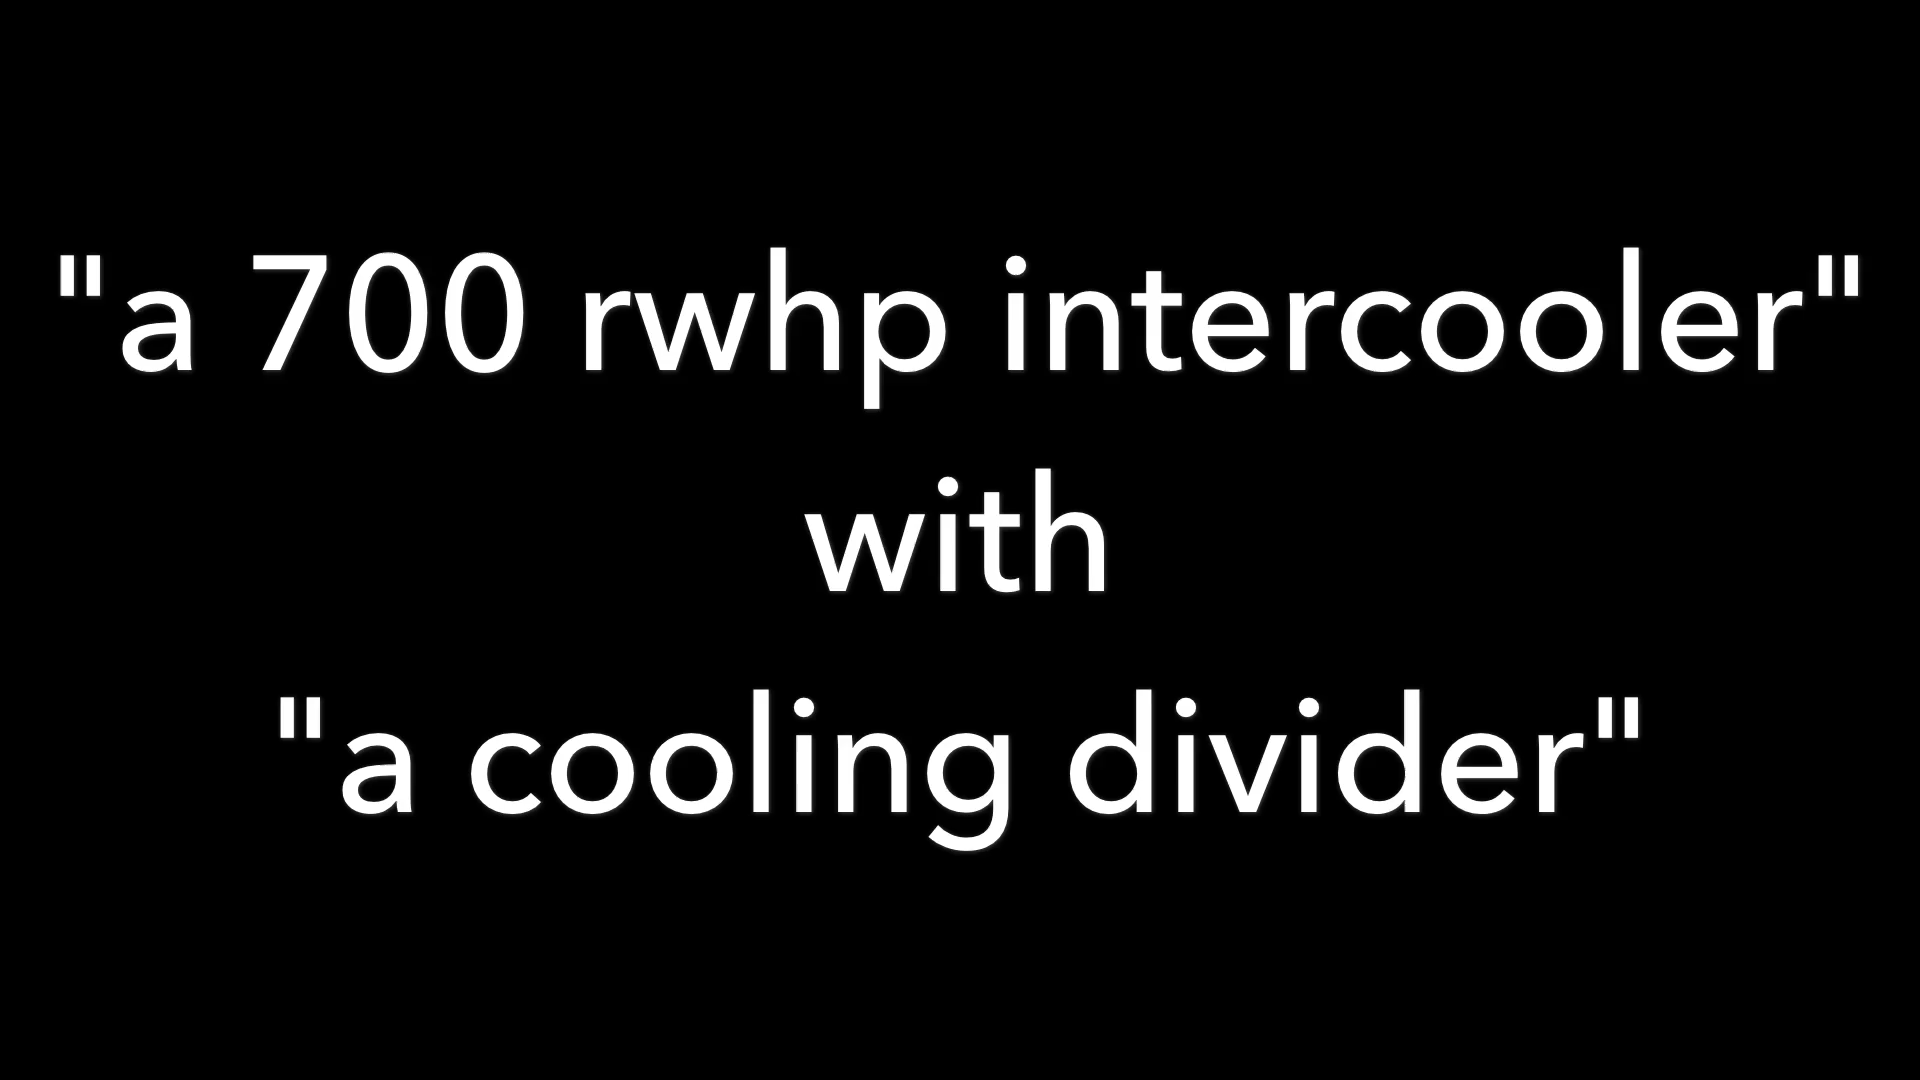 "a 700 rwhp intercooler"
with
"a cooling divider"